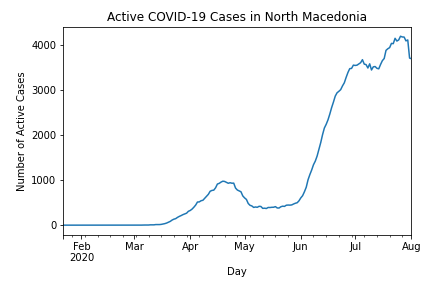 Active COVID-19 Cases in North Macedonia
Number of Active Cases
4000
3000
2000
1000
0
Feb Mar Apr May Jun Jul Aug
2020
Day